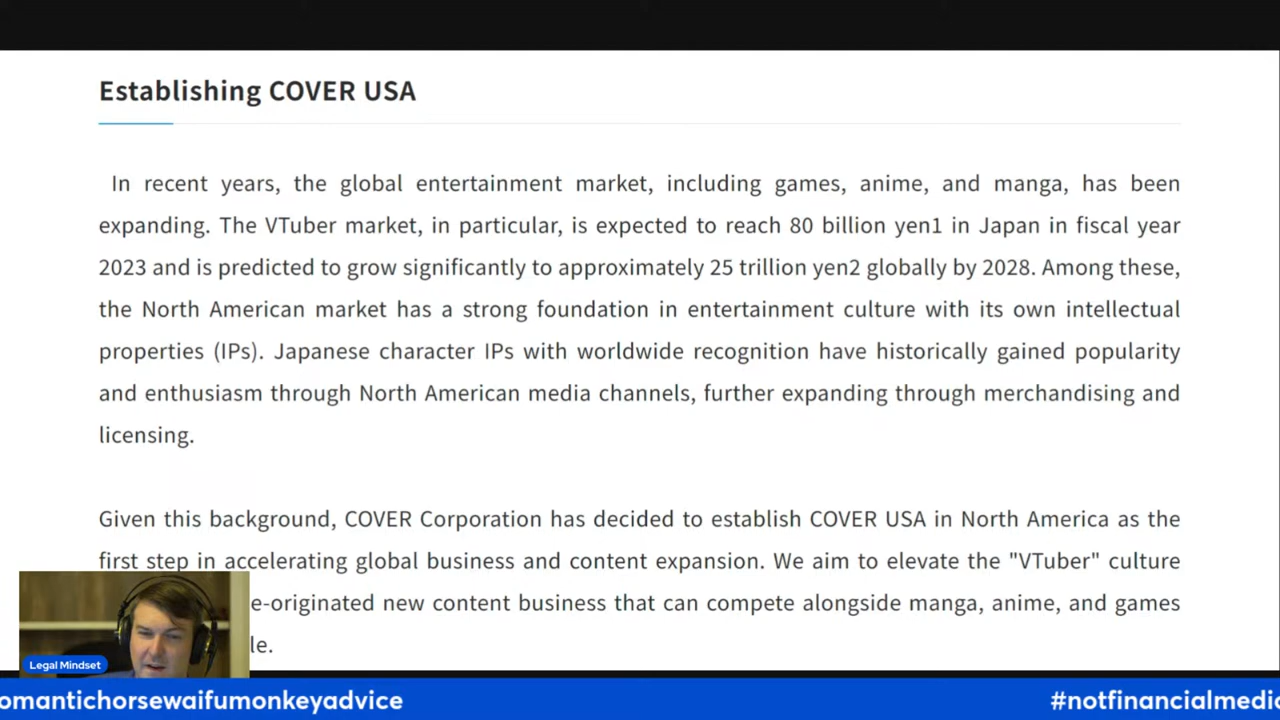 Establishing COVER USA
In recent years, the global entertainment market, including games, anime, and manga, has been
expanding. The VTuber market, in particular, is expected to reach 80 billion yen1 in Japan in fiscal year
2023 and is predicted to grow significantly to approximately 25 trillion yen2 globally by 2028. Among these,
the North American market has a strong foundation in entertainment culture with its own intellectual
properties (IPs). Japanese character IPs with worldwide recognition have historically gained popularity
and enthusiasm through North American media channels, further expanding through merchandising and
licensing.
Given this background, COVER Corporation has decided to establish COVER USA in North America as the
first step in accelerating global business and content expansion. We aim to elevate the "VTuber" culture
e-originated new content business that can compete alongside manga, anime, and games
le.
Legal Mindset
omantichorsewaifumonkeyadvice
#notfinancialmedia